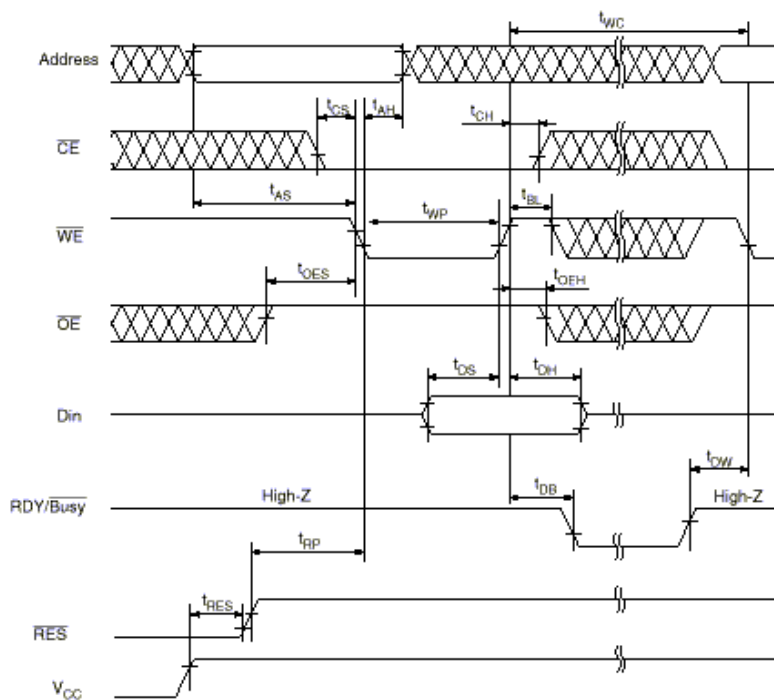 tWC
Address
tCS
tAH
tCH
CE
tAS
tWP
tBL
WE
tOES
tOEH
OE
tDS
tDH
Din
tDW
High-Z
tDB
High-Z
RDY/Busy
tRP
tRES
RES
VCC